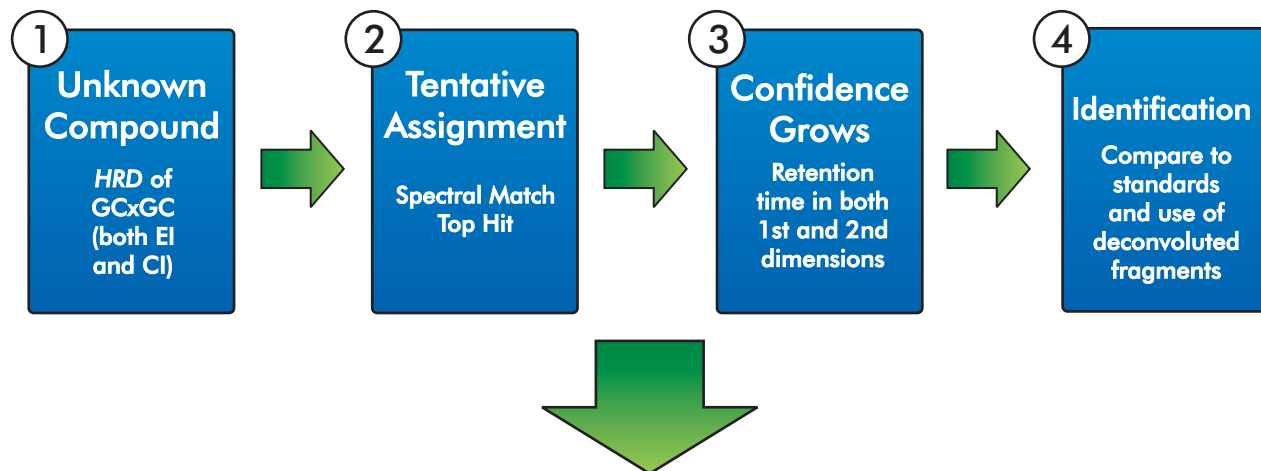 1
Unknown
Compound
HRD of
GCxGC
(both EI
and CI)
2
Tentative
Assignment
Spectral Match
Top Hit
3
Confidence
Grows
Retention
time in both
1st and 2nd
dimensions
4
Identification
Compare to
standards
and use of
deconvoluted
fragments